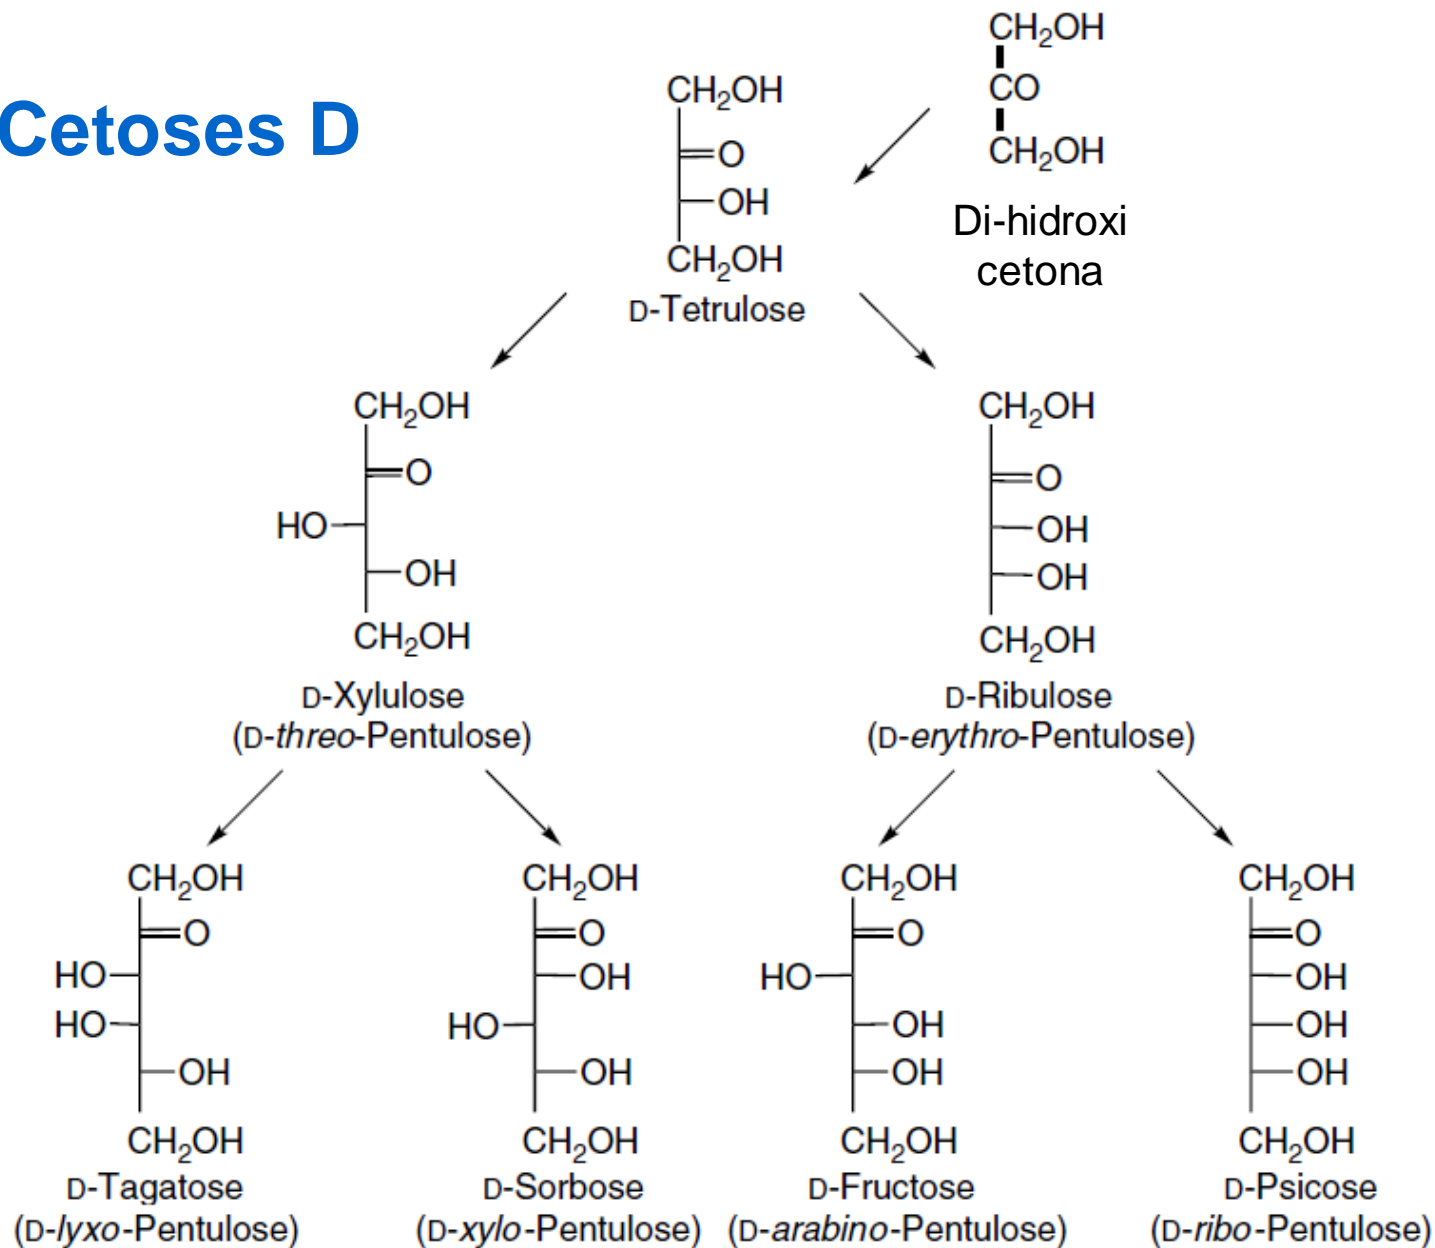 Cetoses D
CH₂OH
CO
CH₂OH
Di-hidroxi
cetona
CH₂OH
O
OH
CH₂OH
D-Tetrulose
CH₂OH
O
HO
OH
CH₂OH
D-Xylulose
(D-threo-Pentulose)
CH₂OH
O
OH
OH
CH₂OH
D-Ribulose
(D-erythro-Pentulose)
CH₂OH
O
HO
HO
OH
CH₂OH
D-Tagatose
(D-lyxo-Pentulose)
CH₂OH
O
OH
HO
OH
CH₂OH
D-Sorbose
(D-xylo-Pentulose)
CH₂OH
O
HO
OH
OH
CH₂OH
D-Fructose
(D-arabino-Pentulose)
CH₂OH
O
OH
OH
OH
CH₂OH
D-Psicose
(D-ribo-Pentulose)